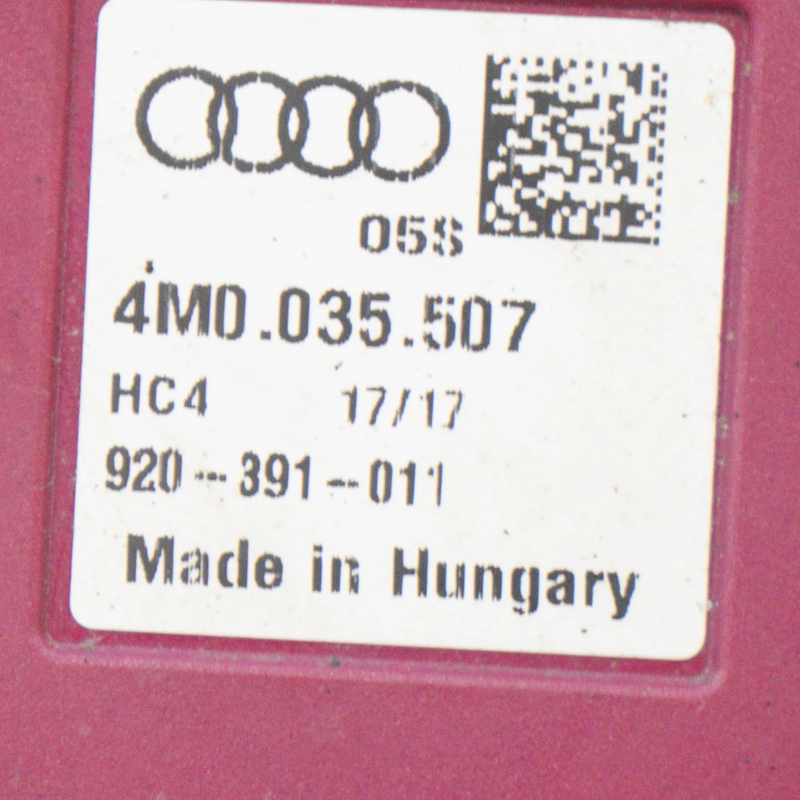 05S
4M0.035.507
HC4 17/17
920-391-011
Made in Hungary